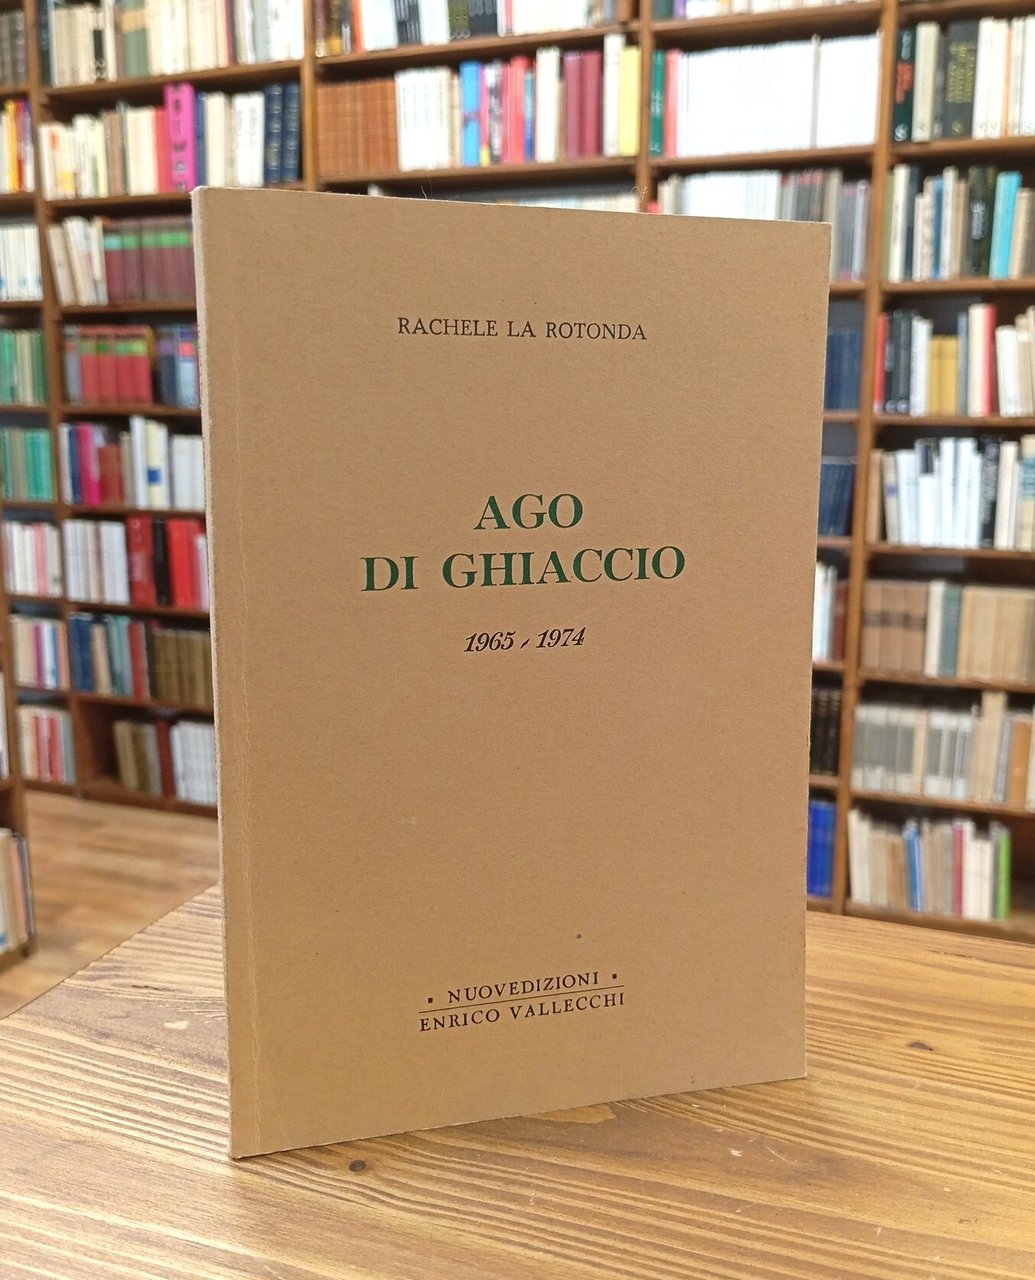 RACHELE LA ROTONDA
AGO
DI GHIACCIO
1965 - 1974
▪ NUOVEDIZIONI ▪
ENRICO VALLECCHI